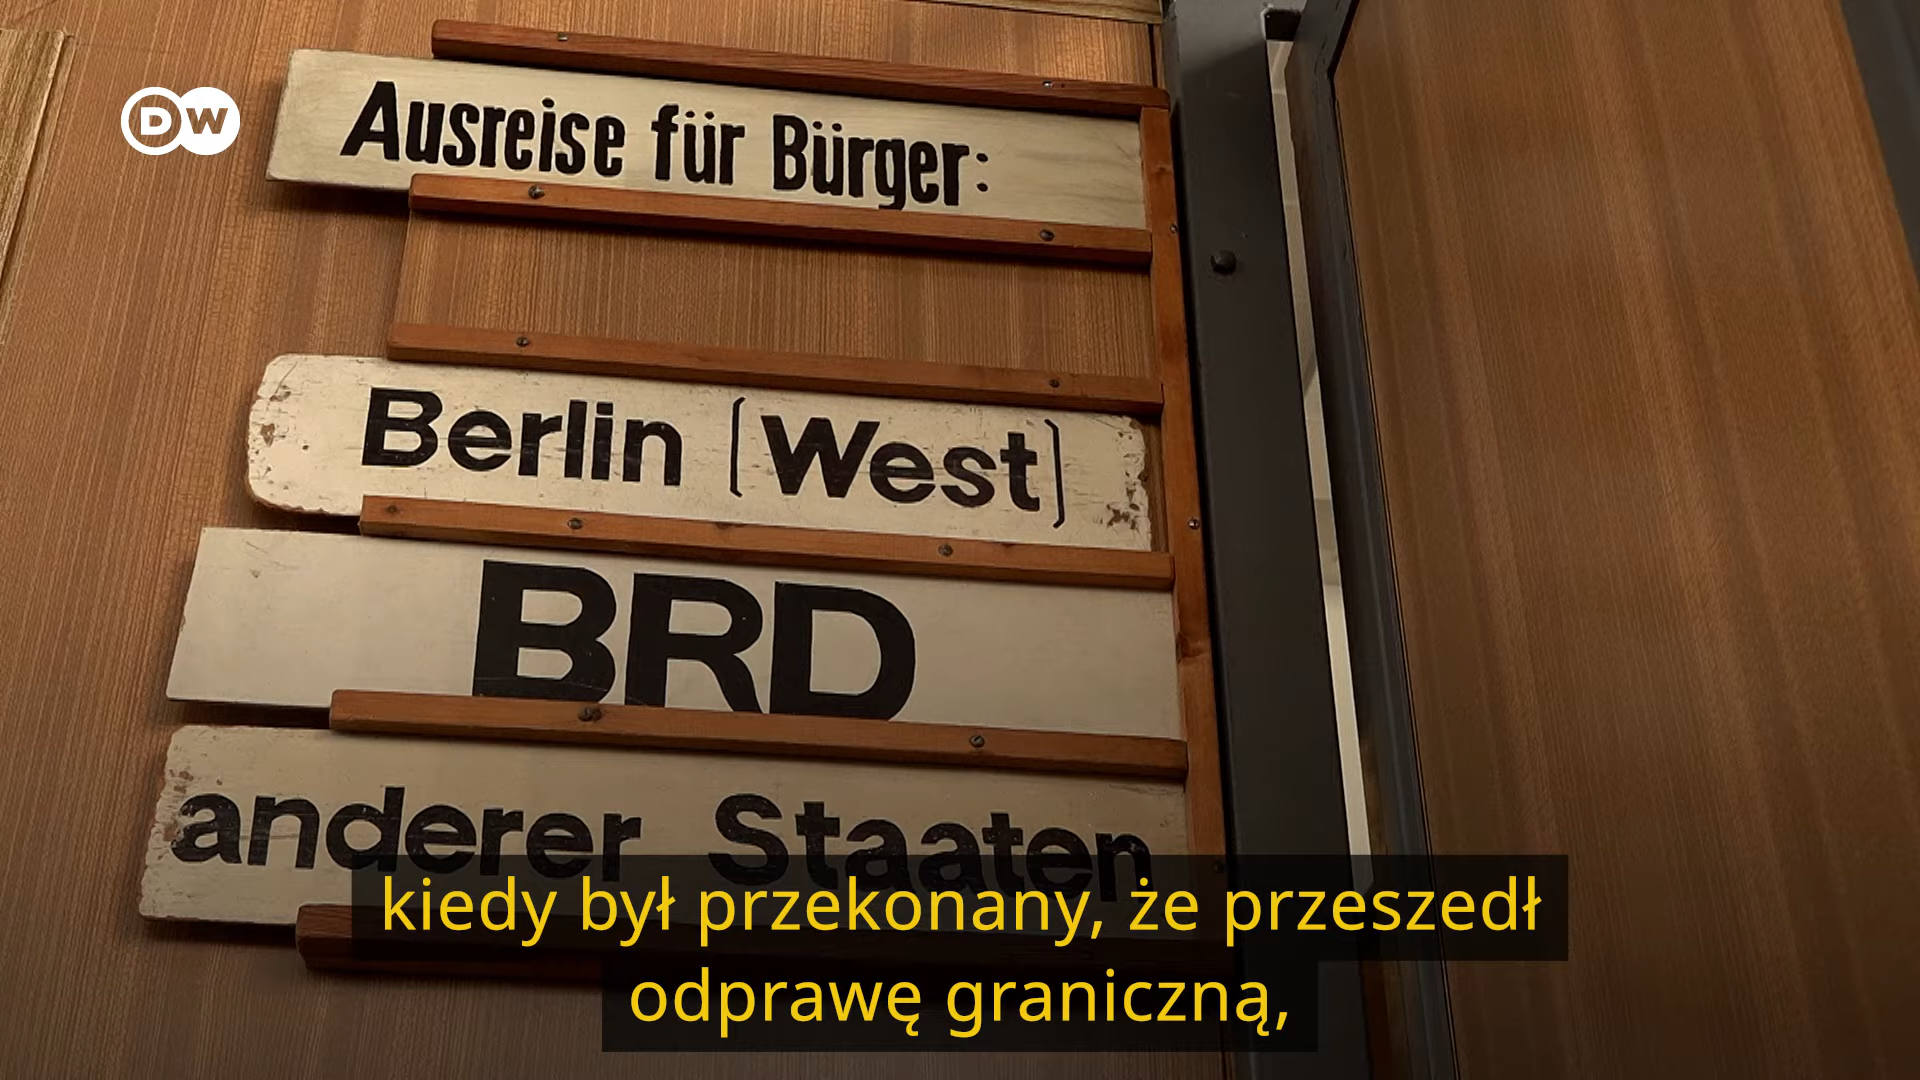 DW
Ausreise für Bürger:
Berlin (West)
BRD
anderer Staaten
kiedy był przekonany, że przeszedł
odprawę graniczną,